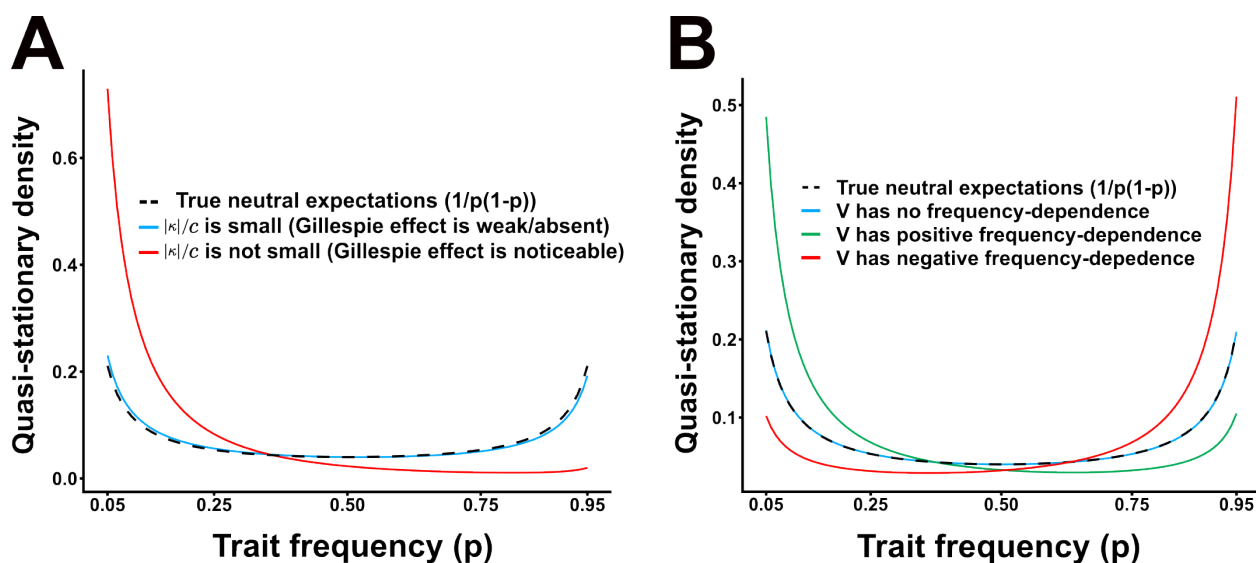 A
Quasi-stationary density
0.6
0.4
0.2
0.0
True neutral expectations (1/p(1-p))
|κ|/c is small (Gillespie effect is weak/absent)
|κ|/c is not small (Gillespie effect is noticeable)
0.05 0.25 0.50 0.75 0.95
Trait frequency (p)
B
Quasi-stationary density
0.5
0.4
0.3
0.2
0.1
True neutral expectations (1/p(1-p))
V has no frequency-dependence
V has positive frequency-dependence
V has negative frequency-depedence
0.05 0.25 0.50 0.75 0.95
Trait frequency (p)